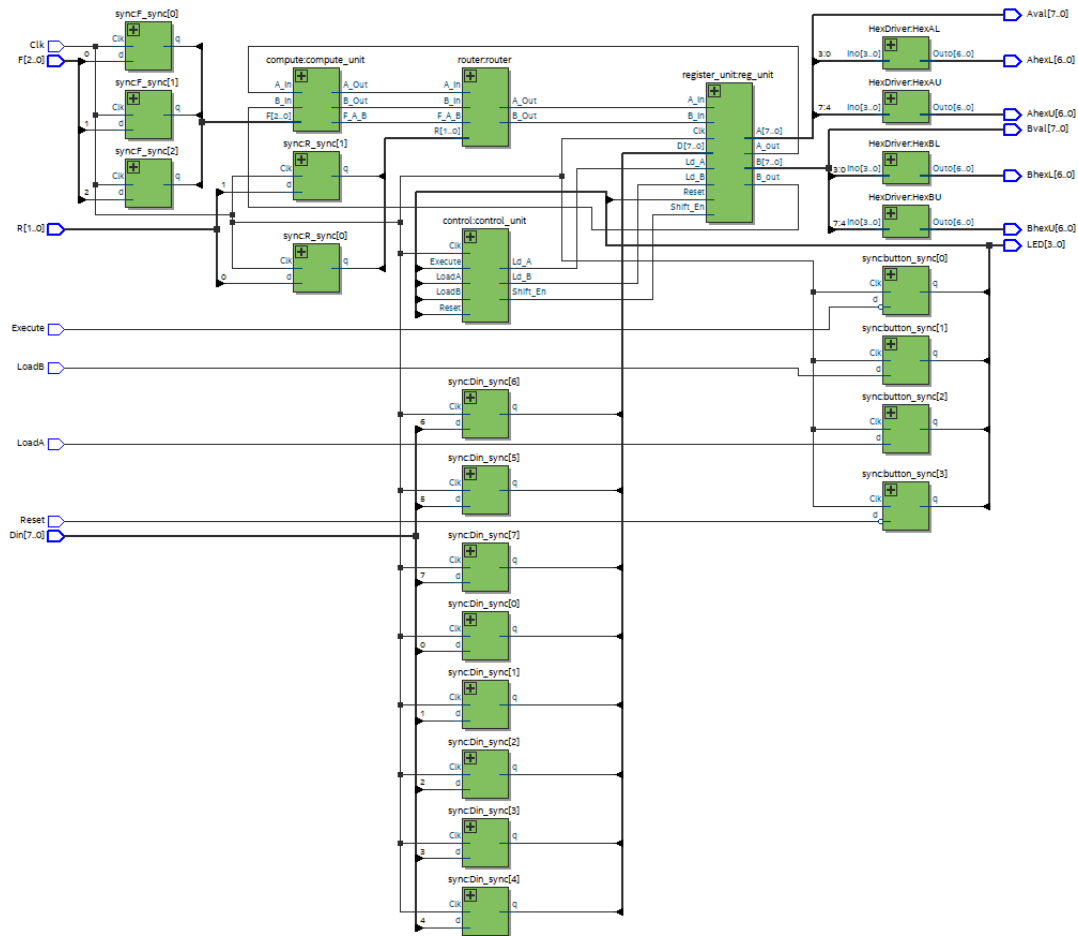 sync:F_sync[0]
Clk q
0 d
Clk
F[2..0]
sync:F_sync[1]
Clk q
1 d
sync:F_sync[2]
Clk q
2 d
compute:compute_unit
A_In A_Out
B_In B_Out
F[2..0] F_A_B
router:router
A_In A_Out
B_In B_Out
F_A_B
R[1..0]
register_unit:reg_unit
A_In
B_In
Clk A[7..0]
D[7..0] A_out
Ld_A B[7..0]
Ld_B B_out
Reset
Shift_En
Aval[7..0]
HexDriver:HexAL
3:0 In0[3..0] Out0[6..0]
AhexL[6..0]
HexDriver:HexAU
7:4 In0[3..0] Out0[6..0]
AhexU[6..0]
Bval[7..0]
HexDriver:HexBL
3:0 In0[3..0] Out0[6..0]
BhexL[6..0]
HexDriver:HexBU
7:4 In0[3..0] Out0[6..0]
BhexU[6..0]
LED[3..0]
sync:R_sync[1]
Clk q
1 d
R[1..0]
sync:R_sync[0]
Clk q
0 d
control:control_unit
Clk
Execute Ld_A
LoadA Ld_B
LoadB Shift_En
Reset
sync:button_sync[0]
Clk q
d
Execute
sync:button_sync[1]
Clk q
d
LoadB
sync:button_sync[2]
Clk q
d
LoadA
sync:button_sync[3]
Clk q
d
Reset
Din[7..0]
sync:Din_sync[6]
Clk q
6 d
sync:Din_sync[5]
Clk q
5 d
sync:Din_sync[7]
Clk q
7 d
sync:Din_sync[0]
Clk q
0 d
sync:Din_sync[1]
Clk q
1 d
sync:Din_sync[2]
Clk q
2 d
sync:Din_sync[3]
Clk q
3 d
sync:Din_sync[4]
Clk q
4 d